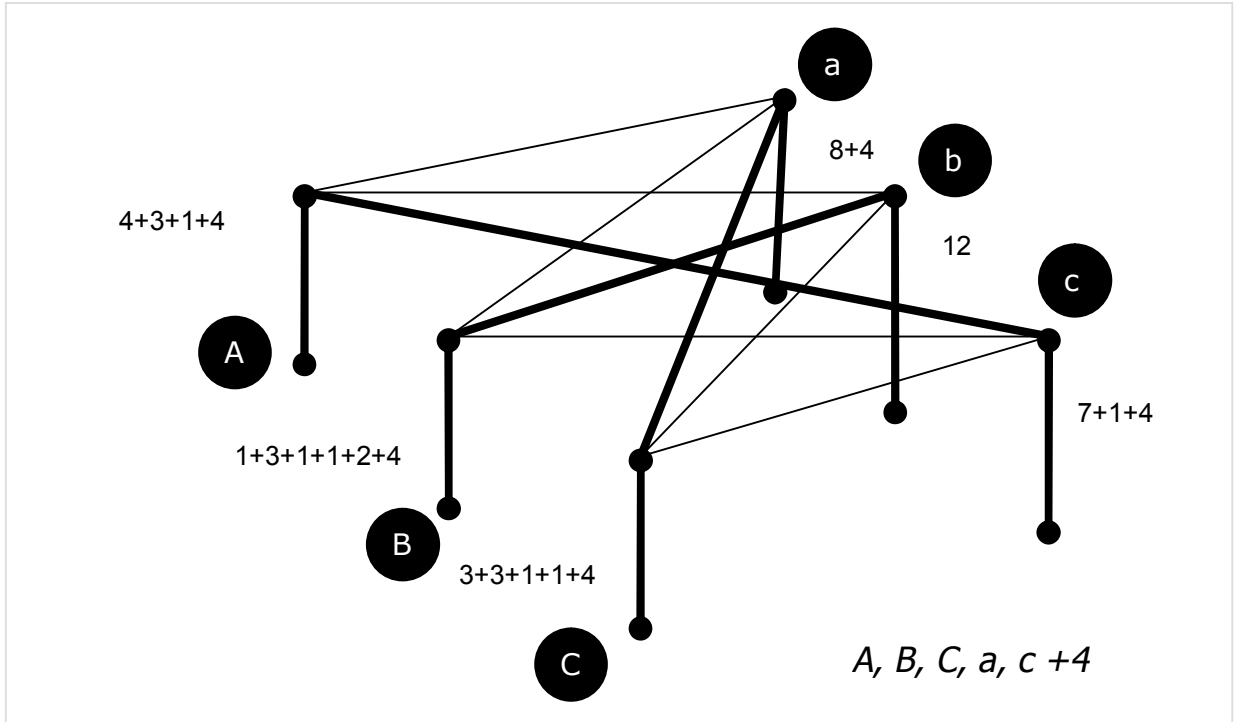 a
8+4
b
4+3+1+4
12
c
A
7+1+4
1+3+1+1+2+4
B
3+3+1+1+4
C
A, B, C, a, c +4